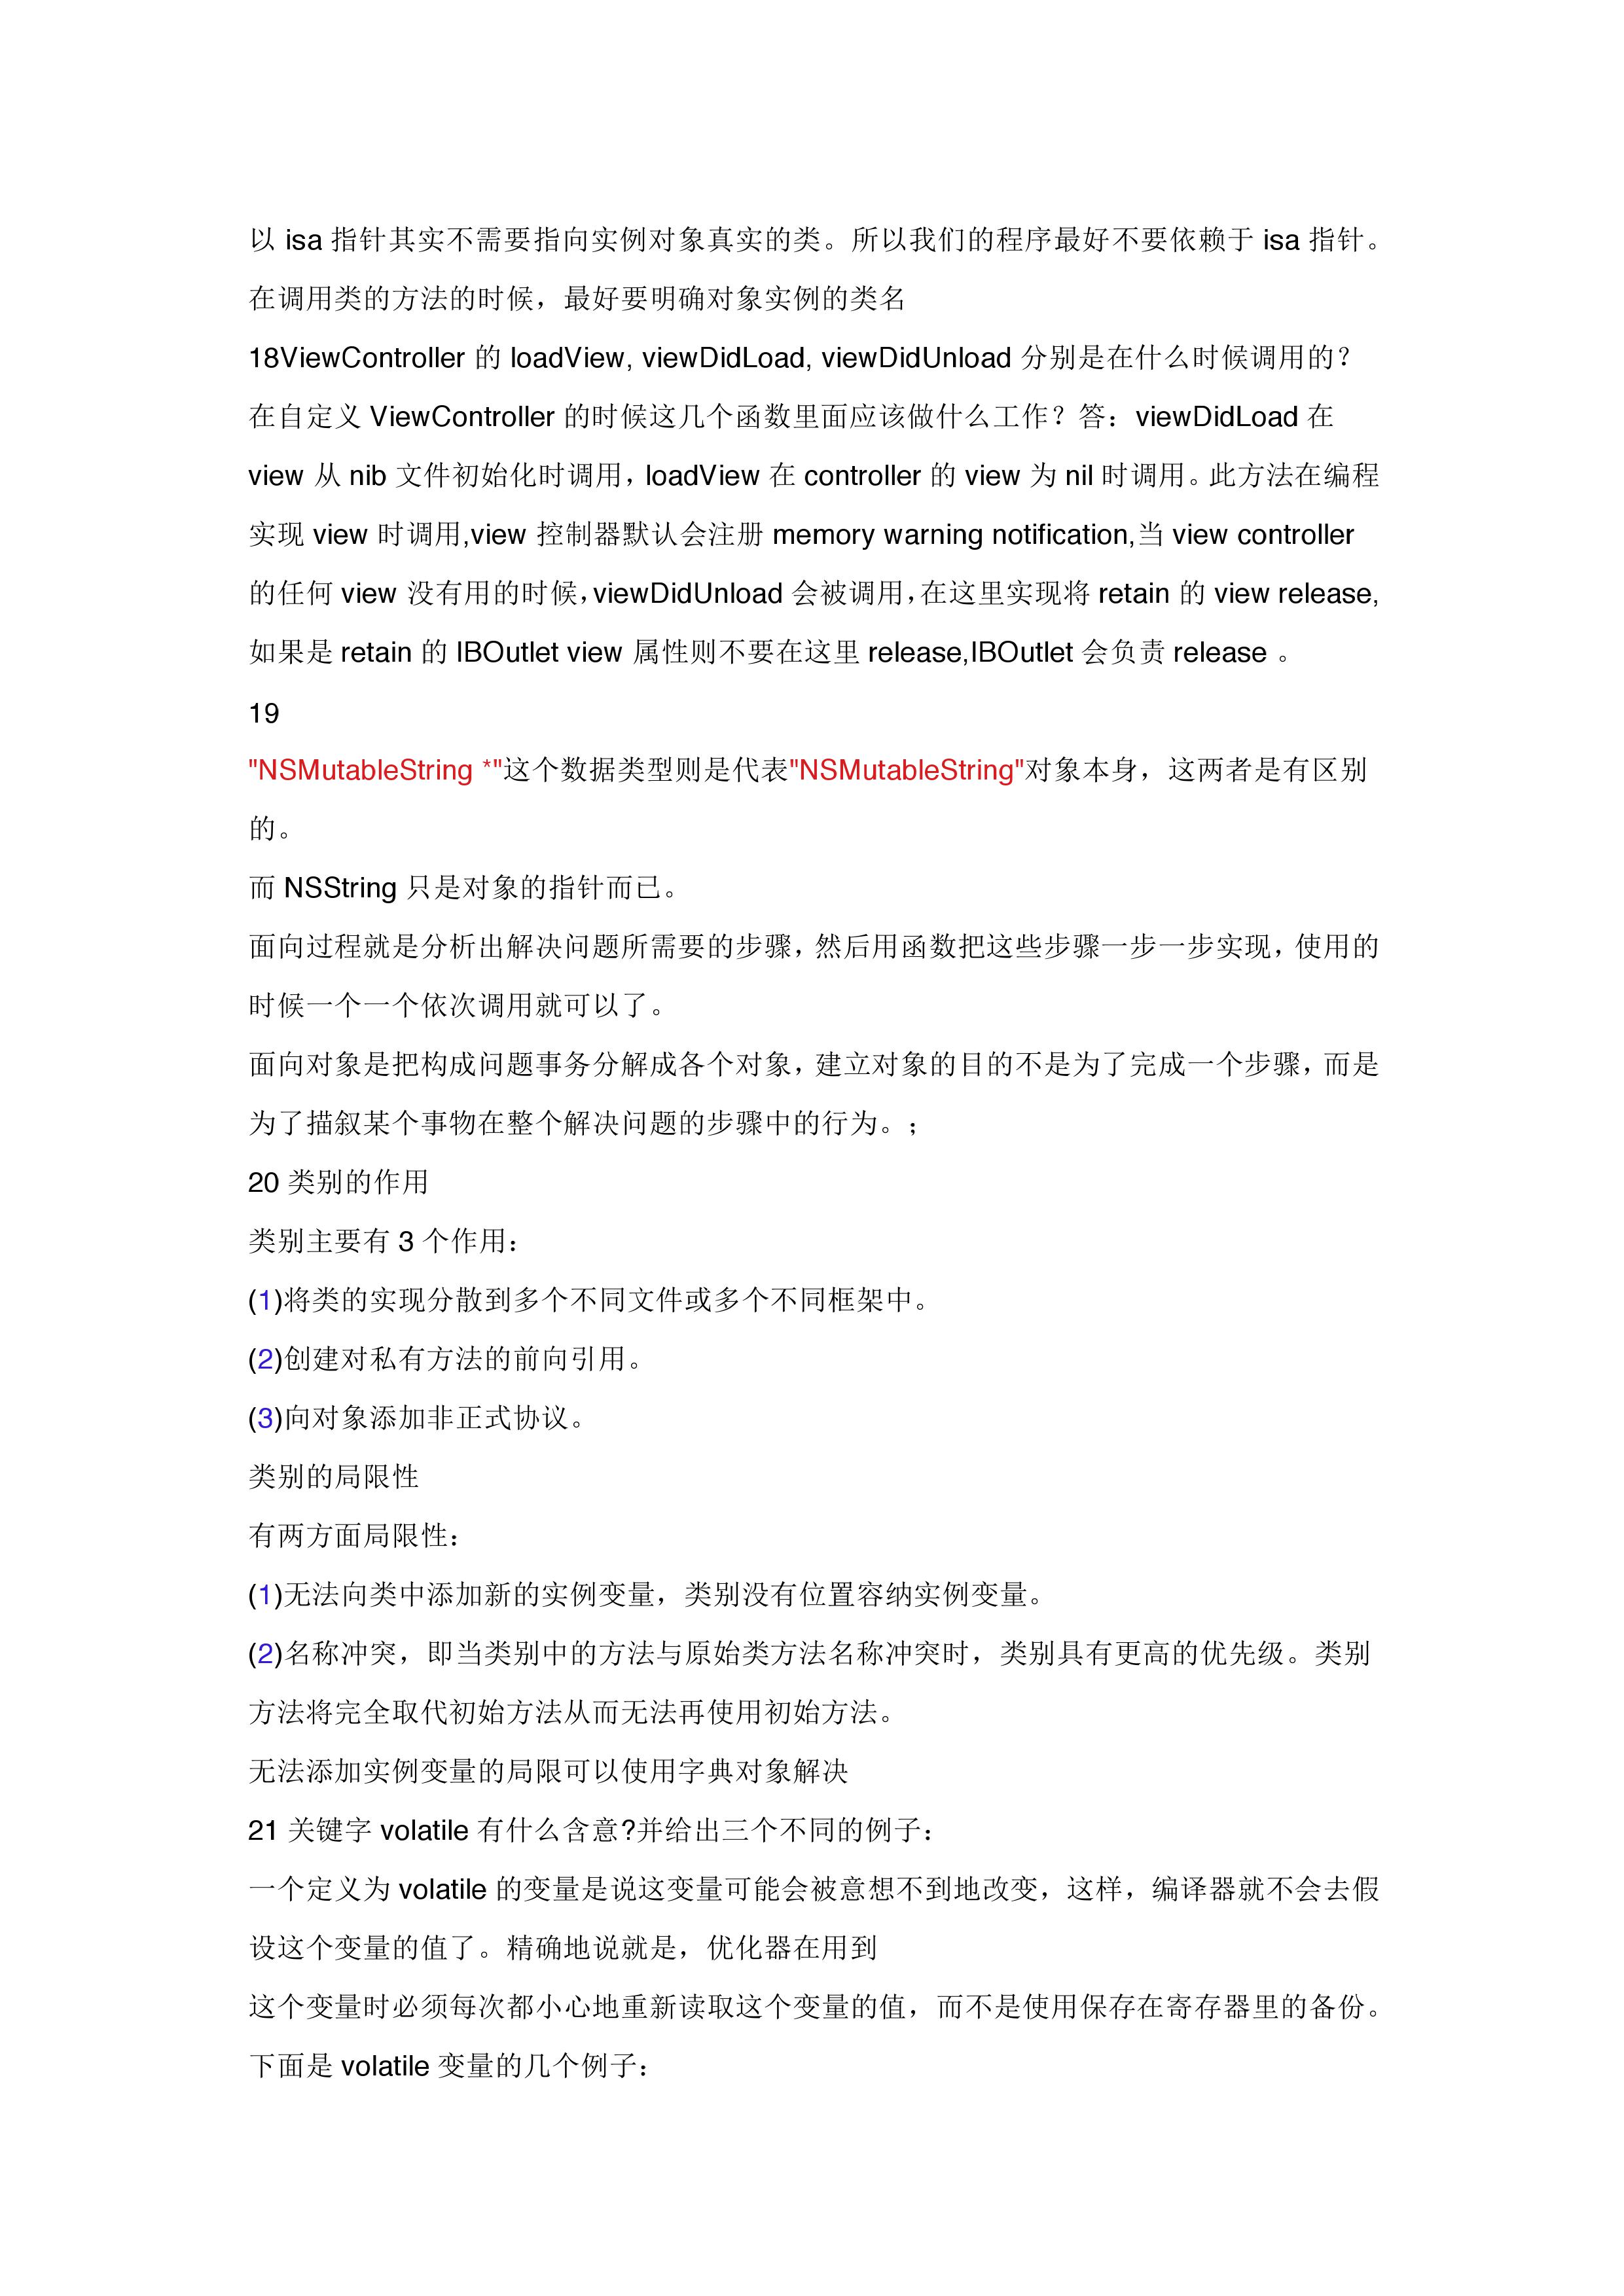 以 isa 指针其实不需要指向实例对象真实的类。所以我们的程序最好不要依赖于 isa 指针。
在调用类的方法的时候，最好要明确对象实例的类名
18ViewController 的 loadView, viewDidLoad, viewDidUnload 分别是在什么时候调用的？
在自定义 ViewController 的时候这几个函数里面应该做什么工作？答：viewDidLoad 在
view 从 nib 文件初始化时调用，loadView 在 controller 的 view 为 nil 时调用。此方法在编程
实现 view 时调用,view 控制器默认会注册 memory warning notification,当 view controller
的任何 view 没有用的时候，viewDidUnload 会被调用，在这里实现将 retain 的 view release,
如果是 retain 的 IBOutlet view 属性则不要在这里 release,IBOutlet 会负责 release 。
19
"NSMutableString *"这个数据类型则是代表"NSMutableString"对象本身，这两者是有区别
的。
而 NSString 只是对象的指针而已。
面向过程就是分析出解决问题所需要的步骤，然后用函数把这些步骤一步一步实现，使用的
时候一个一个依次调用就可以了。
面向对象是把构成问题事务分解成各个对象，建立对象的目的不是为了完成一个步骤，而是
为了描叙某个事物在整个解决问题的步骤中的行为。;
20 类别的作用
类别主要有 3 个作用：
(1)将类的实现分散到多个不同文件或多个不同框架中。
(2)创建对私有方法的前向引用。
(3)向对象添加非正式协议。
类别的局限性
有两方面局限性：
(1)无法向类中添加新的实例变量，类别没有位置容纳实例变量。
(2)名称冲突，即当类别中的方法与原始类方法名称冲突时，类别具有更高的优先级。类别
方法将完全取代初始方法从而无法再使用初始方法。
无法添加实例变量的局限可以使用字典对象解决
21 关键字 volatile 有什么含意?并给出三个不同的例子：
一个定义为 volatile 的变量是说这变量可能会被意想不到地改变，这样，编译器就不会去假
设这个变量的值了。精确地说就是，优化器在用到
这个变量时必须每次都小心地重新读取这个变量的值，而不是使用保存在寄存器里的备份。
下面是 volatile 变量的几个例子：